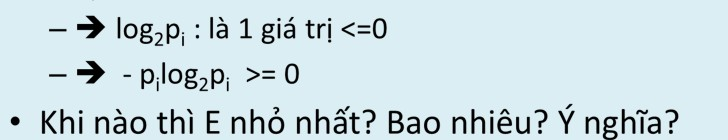 – ➔ log₂pᵢ : là 1 giá trị <=0
– ➔ - pᵢlog₂pᵢ >= 0
• Khi nào thì E nhỏ nhất? Bao nhiêu? Ý nghĩa?